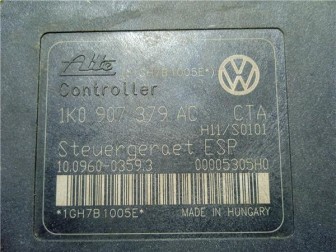 Ate *1GH7B1005E*
Controller
1K0 907 379 AC CTA
H11/S0101
Steuergeraet ESP
10.0960-0359.3 00005305H0
*1GH7B1005E* MADE IN HUNGARY